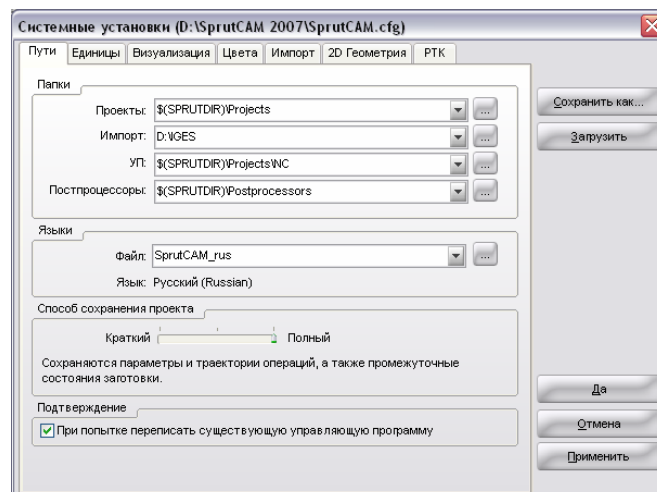 Системные установки (D:\SprutCAM 2007\SprutCAM.cfg)
Пути Единицы Визуализация Цвета Импорт 2D Геометрия РТК
Папки
Проекты: $(SPRUTDIR)\Projects ...
Импорт: D:\IGES ...
УП: $(SPRUTDIR)\Projects\NC ...
Постпроцессоры: $(SPRUTDIR)\Postprocessors ...
Языки
Файл: SprutCAM_rus ...
Язык: Русский (Russian)
Способ сохранения проекта
Краткий Полный
Сохраняются параметры и траектории операций, а также промежуточные
состояния заготовки.
Подтверждение
При попытке переписать существующую управляющую программу
Сохранить как...
Загрузить
Да
Отмена
Применить